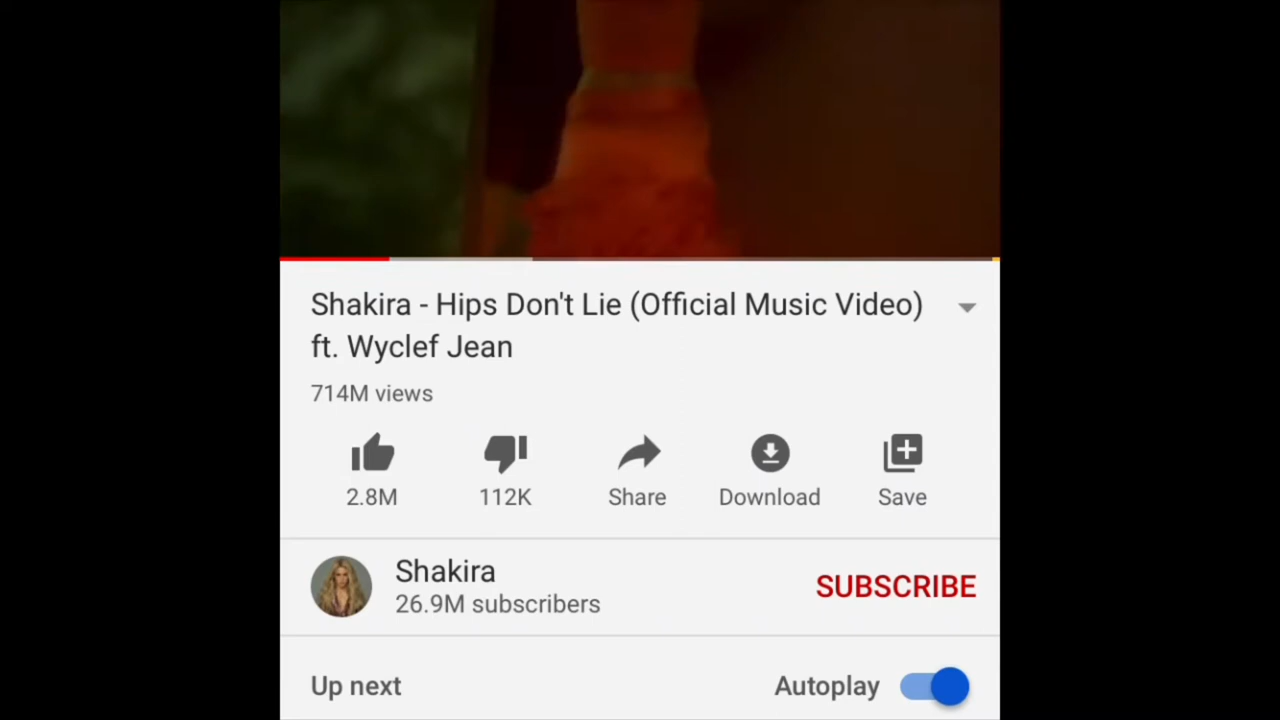 Shakira - Hips Don't Lie (Official Music Video)
ft. Wyclef Jean
714M views
2.8M 112K Share Download Save
Shakira
26.9M subscribers
SUBSCRIBE
Up next Autoplay